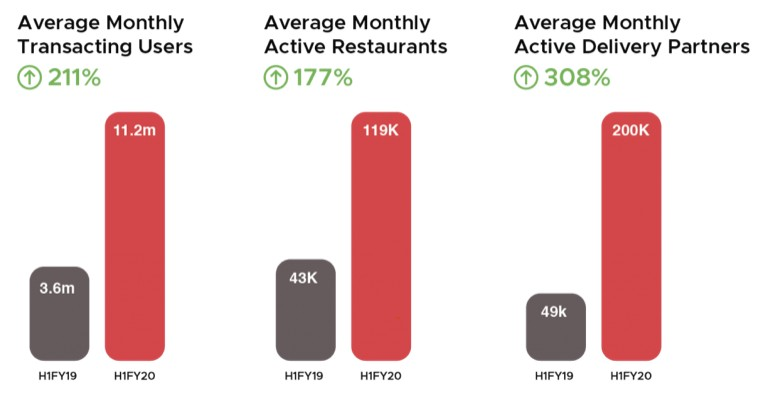 Average Monthly
Transacting Users
211%
11.2m
3.6m
H1FY19 H1FY20
Average Monthly
Active Restaurants
177%
119K
43K
H1FY19 H1FY20
Average Monthly
Active Delivery Partners
308%
200K
49k
H1FY19 H1FY20